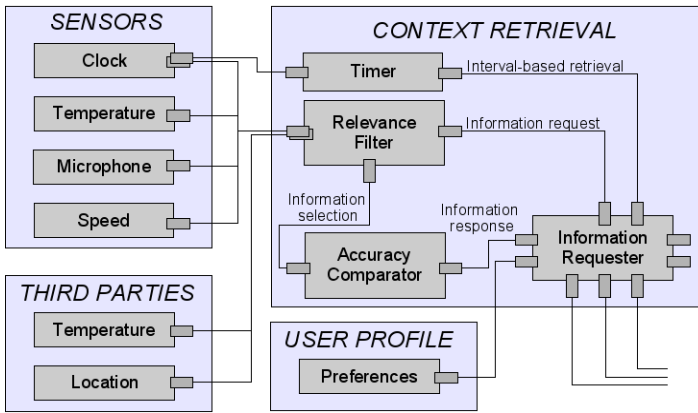 SENSORS
Clock
Temperature
Microphone
Speed
THIRD PARTIES
Temperature
Location
CONTEXT RETRIEVAL
Timer
Interval-based retrieval
Relevance
Filter
Information request
Information
selection
Accuracy
Comparator
Information
response
Information
Requester
USER PROFILE
Preferences